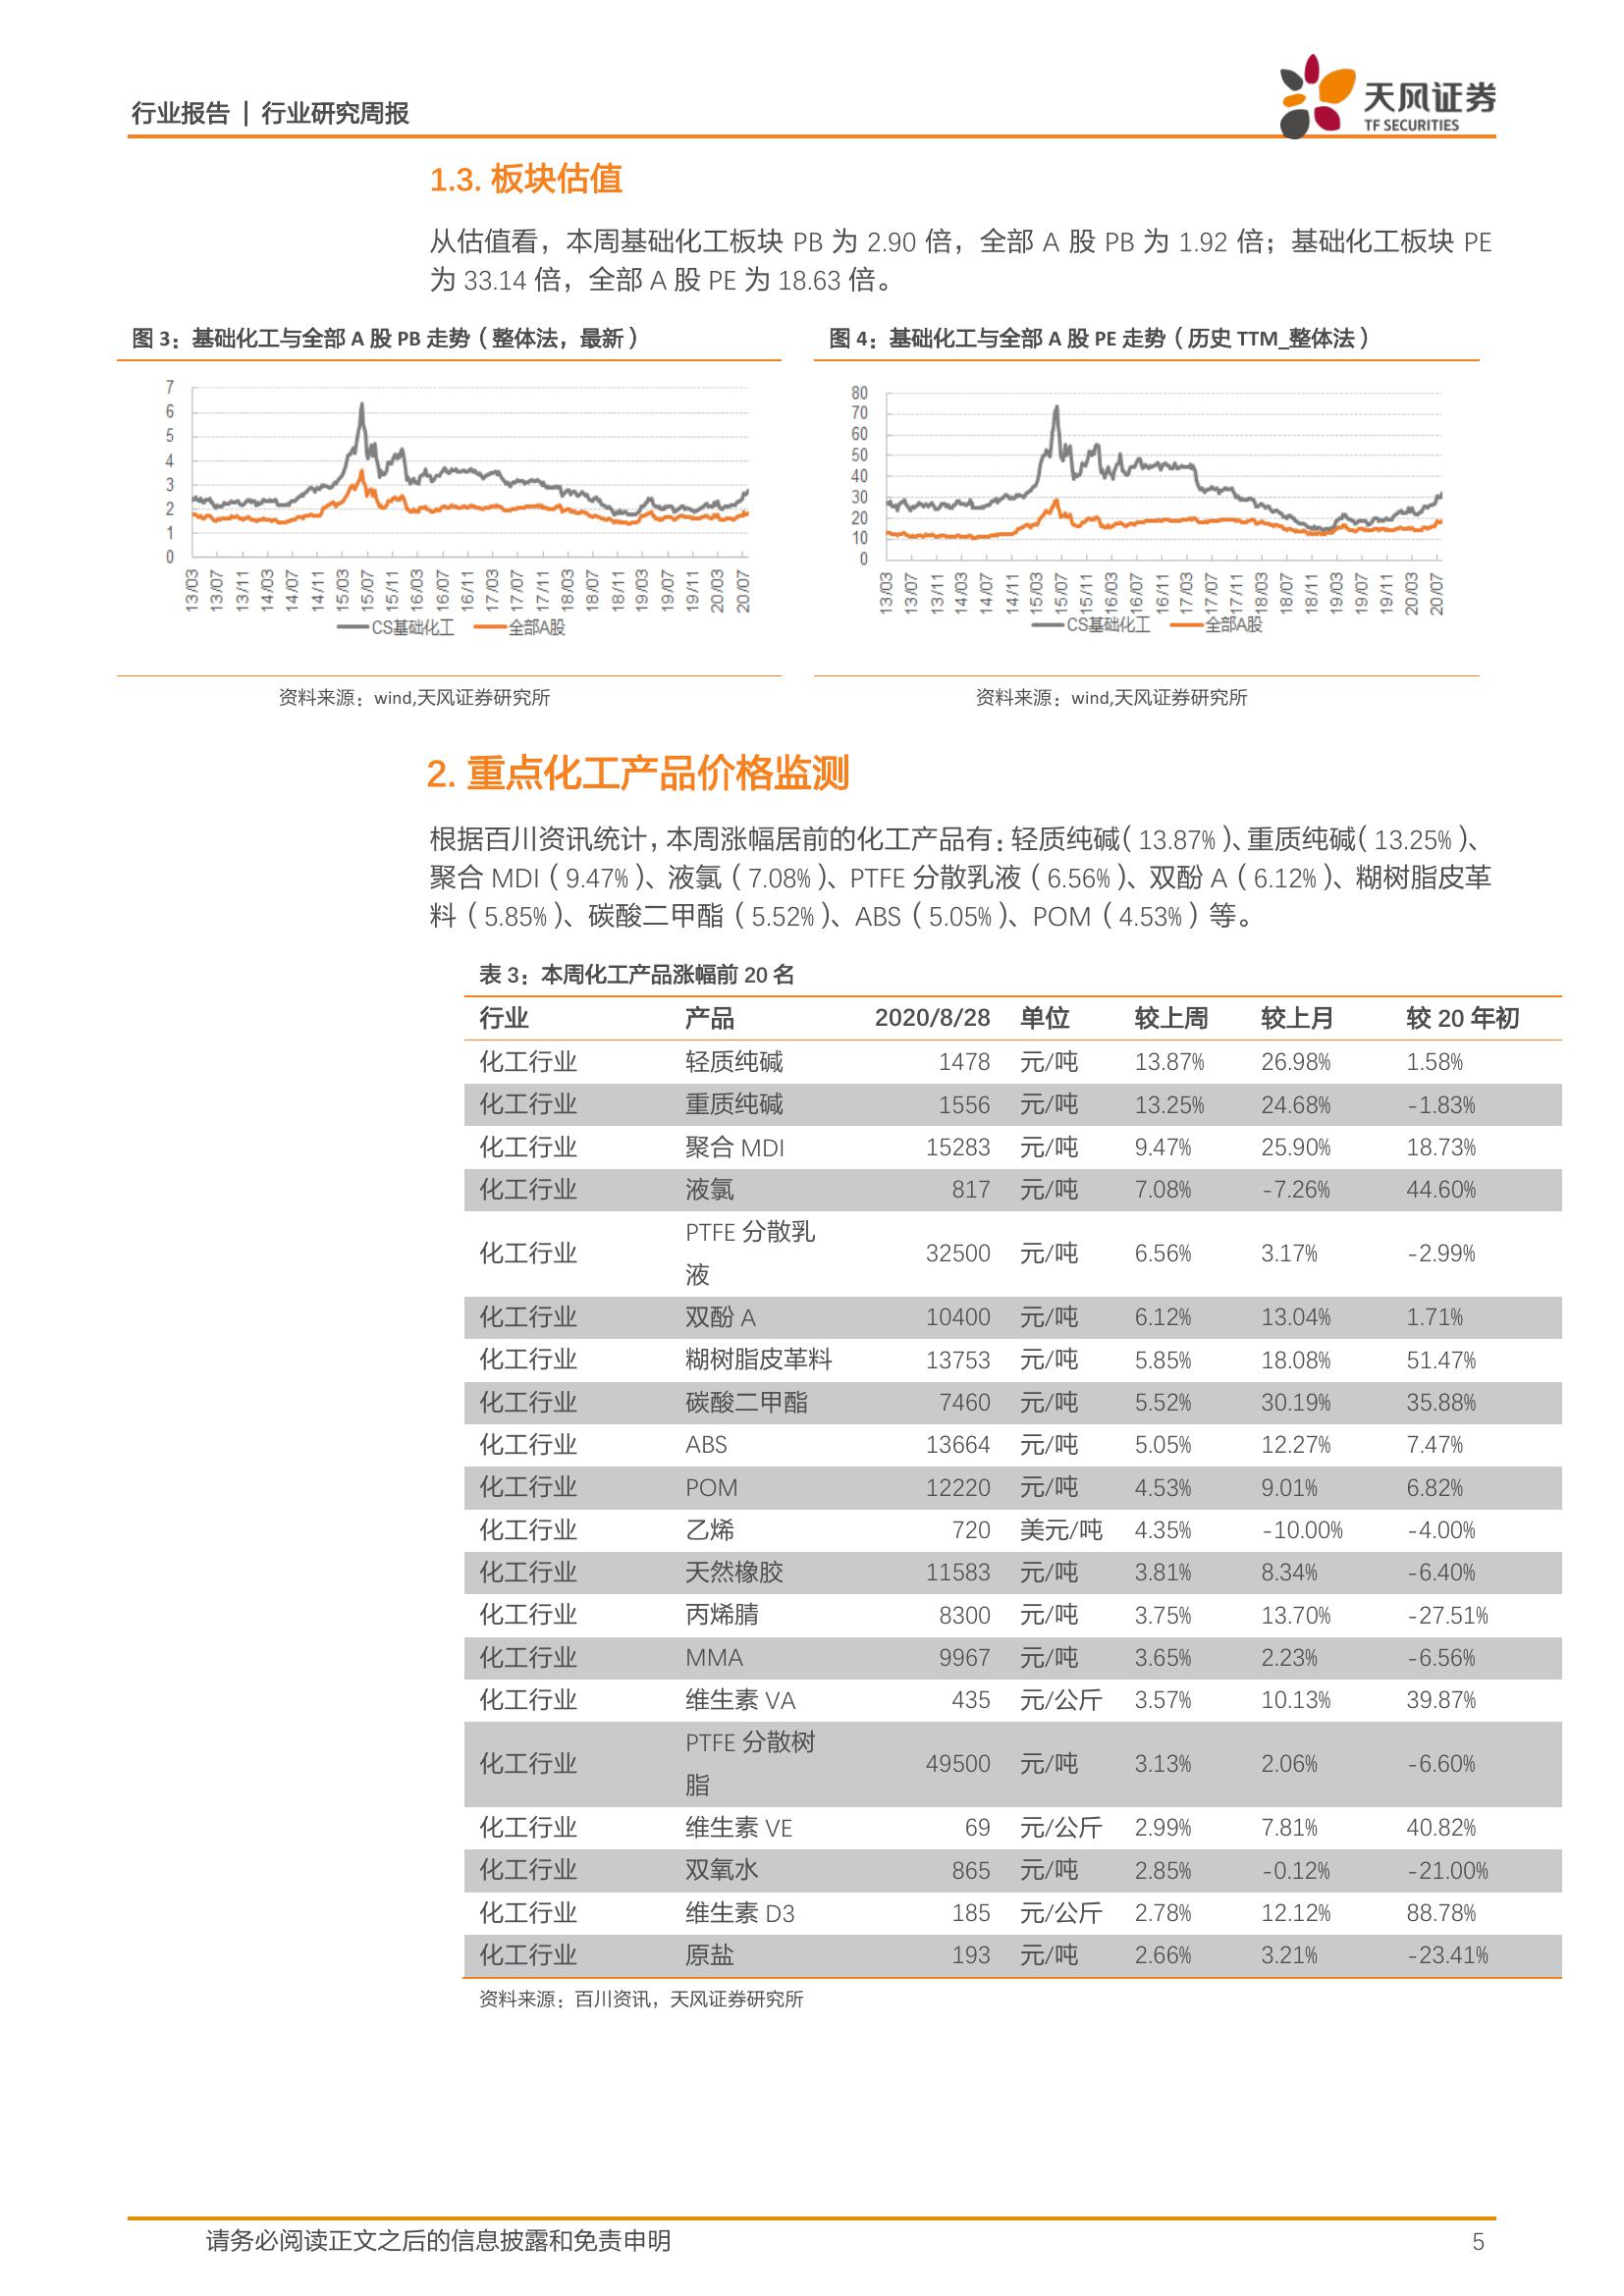 行业报告 | 行业研究周报
天风证券
TF SECURITIES
1.3. 板块估值
从估值看，本周基础化工板块 PB 为 2.90 倍，全部 A 股 PB 为 1.92 倍；基础化工板块 PE
为 33.14 倍，全部 A 股 PE 为 18.63 倍。
图 3：基础化工与全部 A 股 PB 走势（整体法，最新）
7
6
5
4
3
2
1
0
13/03 13/07 13/11 14/03 14/07 14/11 15/03 15/07 15/11 16/03 16/07 16/11 17/03 17/07 17/11 18/03 18/07 18/11 19/03 19/07 19/11 20/03 20/07
CS基础化工 全部A股
资料来源：wind,天风证券研究所
图 4：基础化工与全部 A 股 PE 走势（历史 TTM_整体法）
80
70
60
50
40
30
20
10
0
13/03 13/07 13/11 14/03 14/07 14/11 15/03 15/07 15/11 16/03 16/07 16/11 17/03 17/07 17/11 18/03 18/07 18/11 19/03 19/07 19/11 20/03 20/07
CS基础化工 全部A股
资料来源：wind,天风证券研究所
2. 重点化工产品价格监测
根据百川资讯统计，本周涨幅居前的化工产品有：轻质纯碱（13.87%）、重质纯碱（13.25%）、
聚合 MDI（9.47%）、液氯（7.08%）、PTFE 分散乳液（6.56%）、双酚 A（6.12%）、糊树脂皮革
料（5.85%）、碳酸二甲酯（5.52%）、ABS（5.05%）、POM（4.53%）等。
表 3：本周化工产品涨幅前 20 名
行业 产品 2020/8/28 单位 较上周 较上月 较 20 年初
化工行业 轻质纯碱 1478 元/吨 13.87% 26.98% 1.58%
化工行业 重质纯碱 1556 元/吨 13.25% 24.68% -1.83%
化工行业 聚合 MDI 15283 元/吨 9.47% 25.90% 18.73%
化工行业 液氯 817 元/吨 7.08% -7.26% 44.60%
化工行业 PTFE 分散乳
液 32500 元/吨 6.56% 3.17% -2.99%
化工行业 双酚 A 10400 元/吨 6.12% 13.04% 1.71%
化工行业 糊树脂皮革料 13753 元/吨 5.85% 18.08% 51.47%
化工行业 碳酸二甲酯 7460 元/吨 5.52% 30.19% 35.88%
化工行业 ABS 13664 元/吨 5.05% 12.27% 7.47%
化工行业 POM 12220 元/吨 4.53% 9.01% 6.82%
化工行业 乙烯 720 美元/吨 4.35% -10.00% -4.00%
化工行业 天然橡胶 11583 元/吨 3.81% 8.34% -6.40%
化工行业 丙烯腈 8300 元/吨 3.75% 13.70% -27.51%
化工行业 MMA 9967 元/吨 3.65% 2.23% -6.56%
化工行业 维生素 VA 435 元/公斤 3.57% 10.13% 39.87%
化工行业 PTFE 分散树
脂 49500 元/吨 3.13% 2.06% -6.60%
化工行业 维生素 VE 69 元/公斤 2.99% 7.81% 40.82%
化工行业 双氧水 865 元/吨 2.85% -0.12% -21.00%
化工行业 维生素 D3 185 元/公斤 2.78% 12.12% 88.78%
化工行业 原盐 193 元/吨 2.66% 3.21% -23.41%
资料来源：百川资讯，天风证券研究所
请务必阅读正文之后的信息披露和免责申明 5